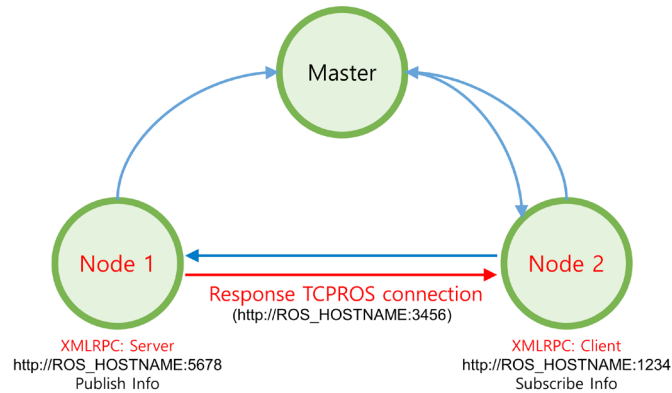 Master
Node 1
Node 2
Response TCPROS connection
(http://ROS_HOSTNAME:3456)
XMLRPC: Server
http://ROS_HOSTNAME:5678
Publish Info
XMLRPC: Client
http://ROS_HOSTNAME:1234
Subscribe Info